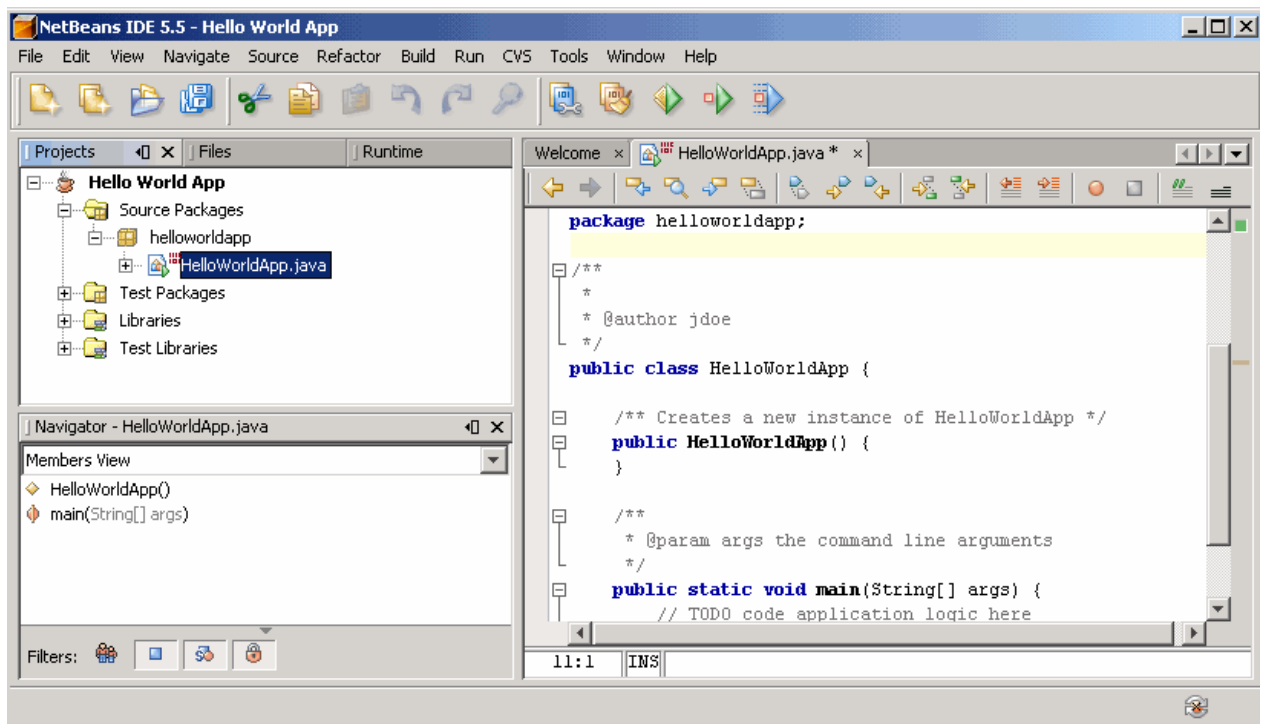 NetBeans IDE 5.5 - Hello World App
File Edit View Navigate Source Refactor Build Run CVS Tools Window Help
Projects Files Runtime
Hello World App
Source Packages
helloworldapp
HelloWorldApp.java
Test Packages
Libraries
Test Libraries
Navigator - HelloWorldApp.java
Members View
HelloWorldApp()
main(String[] args)
Filters:
Welcome HelloWorldApp.java *
package helloworldapp;
/**
*
* @author jdoe
*/
public class HelloWorldApp {
/** Creates a new instance of HelloWorldApp */
public HelloWorldApp() {
}
/**
* @param args the command line arguments
*/
public static void main(String[] args) {
// TODO code application logic here
11:1 INS